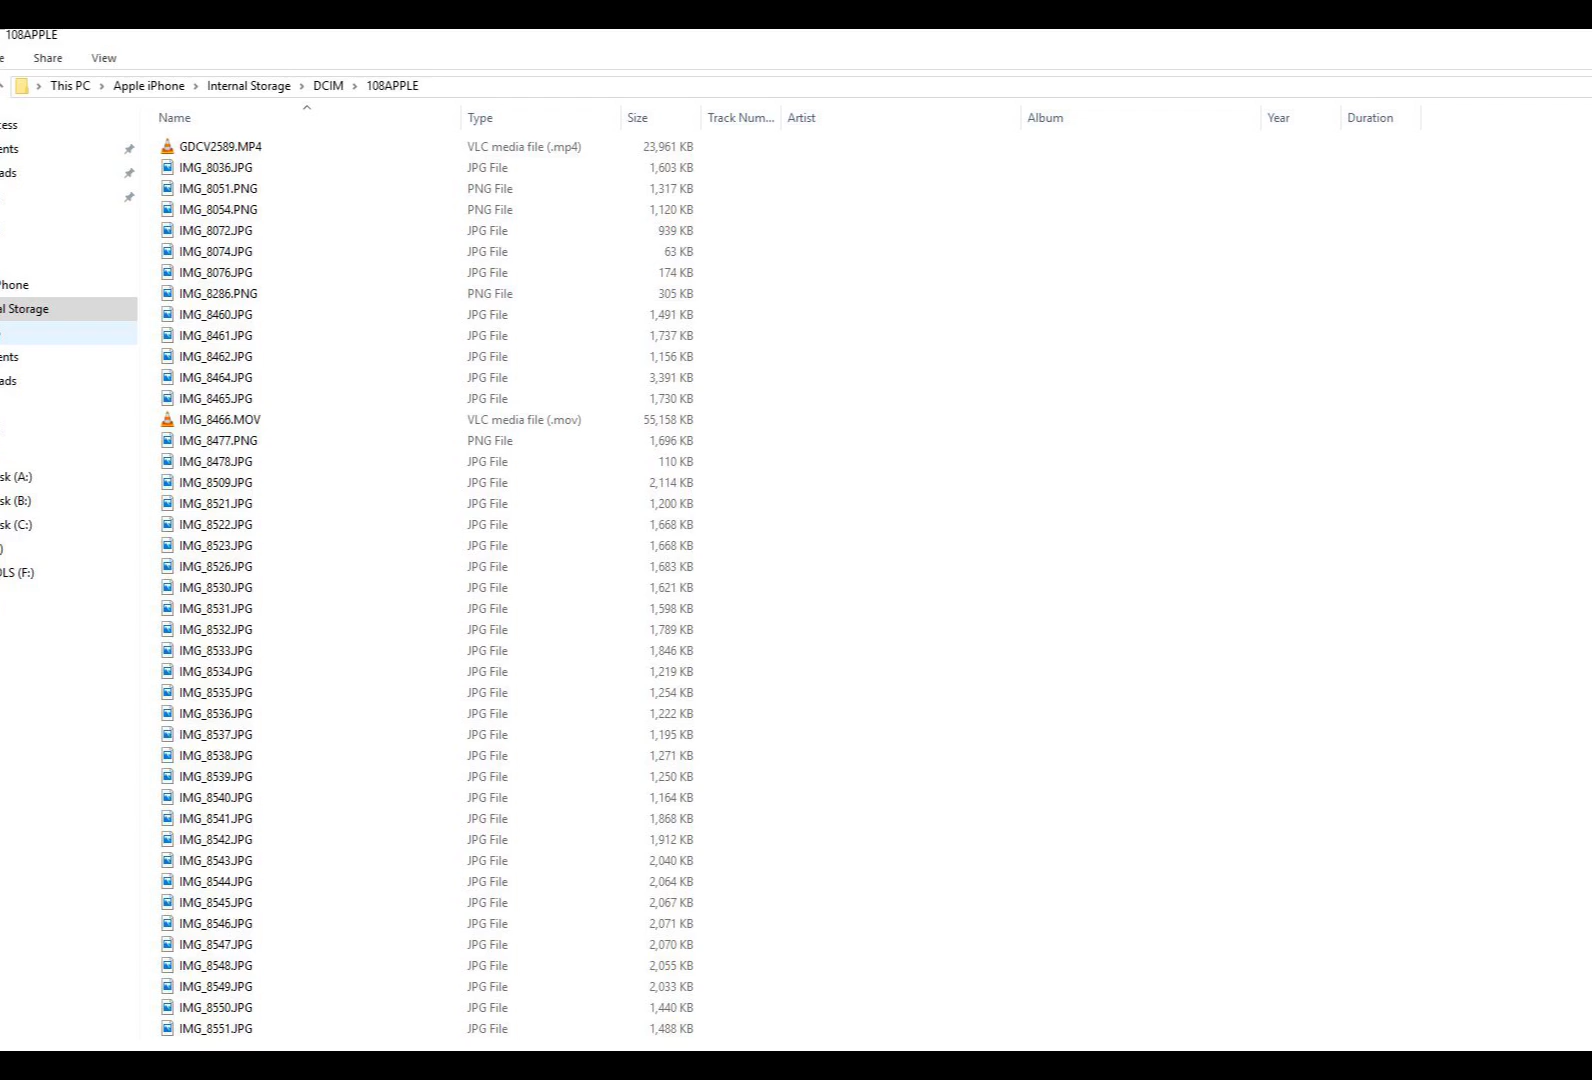 108APPLE
e Share View
This PC > Apple iPhone > Internal Storage > DCIM > 108APPLE
Name Type Size Track Num... Artist Album Year Duration
ess
ents
ads
hone
al Storage
ents
ads
sk (A:)
sk (B:)
sk (C:)
)
OLS (F:)
GDCV2589.MP4 VLC media file (.mp4) 23,961 KB
IMG_8036.JPG JPG File 1,603 KB
IMG_8051.PNG PNG File 1,317 KB
IMG_8054.PNG PNG File 1,120 KB
IMG_8072.JPG JPG File 939 KB
IMG_8074.JPG JPG File 63 KB
IMG_8076.JPG JPG File 174 KB
IMG_8286.PNG PNG File 305 KB
IMG_8460.JPG JPG File 1,491 KB
IMG_8461.JPG JPG File 1,737 KB
IMG_8462.JPG JPG File 1,156 KB
IMG_8464.JPG JPG File 3,391 KB
IMG_8465.JPG JPG File 1,730 KB
IMG_8466.MOV VLC media file (.mov) 55,158 KB
IMG_8477.PNG PNG File 1,696 KB
IMG_8478.JPG JPG File 110 KB
IMG_8509.JPG JPG File 2,114 KB
IMG_8521.JPG JPG File 1,200 KB
IMG_8522.JPG JPG File 1,668 KB
IMG_8523.JPG JPG File 1,668 KB
IMG_8526.JPG JPG File 1,683 KB
IMG_8530.JPG JPG File 1,621 KB
IMG_8531.JPG JPG File 1,598 KB
IMG_8532.JPG JPG File 1,789 KB
IMG_8533.JPG JPG File 1,846 KB
IMG_8534.JPG JPG File 1,219 KB
IMG_8535.JPG JPG File 1,254 KB
IMG_8536.JPG JPG File 1,222 KB
IMG_8537.JPG JPG File 1,195 KB
IMG_8538.JPG JPG File 1,271 KB
IMG_8539.JPG JPG File 1,250 KB
IMG_8540.JPG JPG File 1,164 KB
IMG_8541.JPG JPG File 1,868 KB
IMG_8542.JPG JPG File 1,912 KB
IMG_8543.JPG JPG File 2,040 KB
IMG_8544.JPG JPG File 2,064 KB
IMG_8545.JPG JPG File 2,067 KB
IMG_8546.JPG JPG File 2,071 KB
IMG_8547.JPG JPG File 2,070 KB
IMG_8548.JPG JPG File 2,055 KB
IMG_8549.JPG JPG File 2,033 KB
IMG_8550.JPG JPG File 1,440 KB
IMG_8551.JPG JPG File 1,488 KB